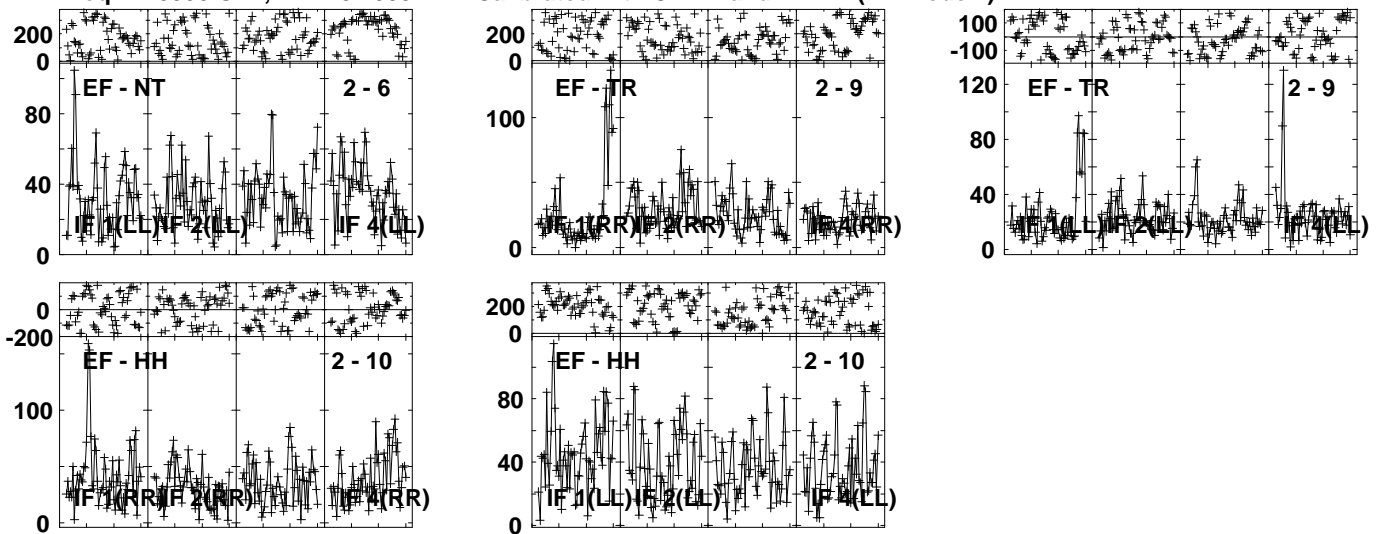 200
0
EF - NT
2 - 6
80
40
0
IF 1(LL)
IF 2(LL)
IF 4(LL)
200
0
EF - TR
2 - 9
100
0
IF 1(RR)
IF 2(RR)
IF 4(RR)
100
-100
EF - TR
2 - 9
120
80
40
0
IF 1(LL)
IF 2(LL)
IF 4(LL)
0
-200
EF - HH
2 - 10
100
0
IF 1(RR)
IF 2(RR)
IF 4(RR)
200
0
EF - HH
2 - 10
80
40
0
IF 1(LL)
IF 2(LL)
IF 4(LL)